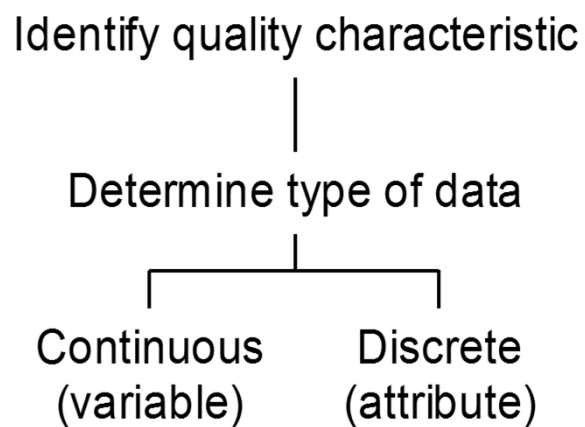 Identify quality characteristic
Determine type of data
Continuous
(variable)
Discrete
(attribute)